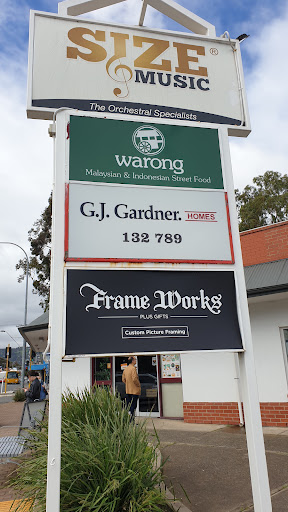 SIZE®
MUSIC
The Orchestral Specialists
warong
Malaysian & Indonesian Street Food
G.J. Gardner. HOMES
132 789
Frame Works
PLUS GIFTS
Custom Picture Framing